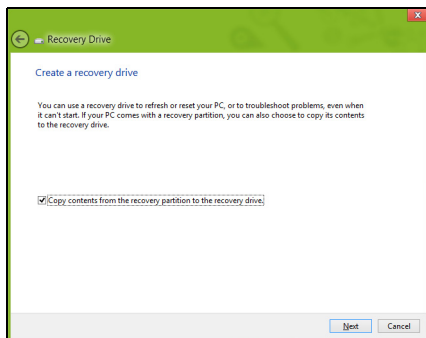 x
Recovery Drive
Create a recovery drive
You can use a recovery drive to refresh or reset your PC, or to troubleshoot problems, even when
it can't start. If your PC comes with a recovery partition, you can also choose to copy its contents
to the recovery drive.
Copy contents from the recovery partition to the recovery drive.
Next Cancel